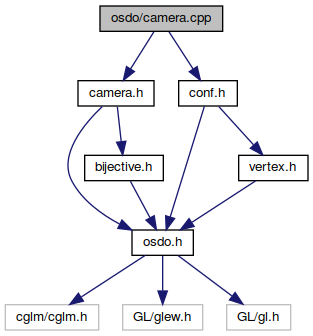 osdo/camera.cpp
camera.h
conf.h
bijective.h
vertex.h
osdo.h
cglm/cglm.h
GL/glew.h
GL/gl.h